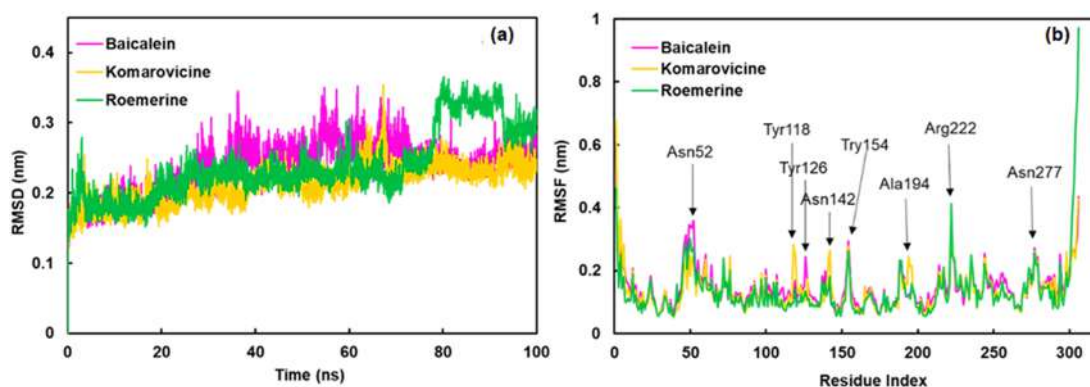 (a)
Baicalein
Komarovicine
Roemerine
RMSD (nm)
0.4
0.3
0.2
0.1
0
0 20 40 60 80 100
Time (ns)
(b)
Baicalein
Komarovicine
Roemerine
RMSF (nm)
1
0.8
0.6
0.4
0.2
0
Asn52
Tyr118
Tyr126
Asn142
Try154
Ala194
Arg222
Asn277
0 50 100 150 200 250 300
Residue Index